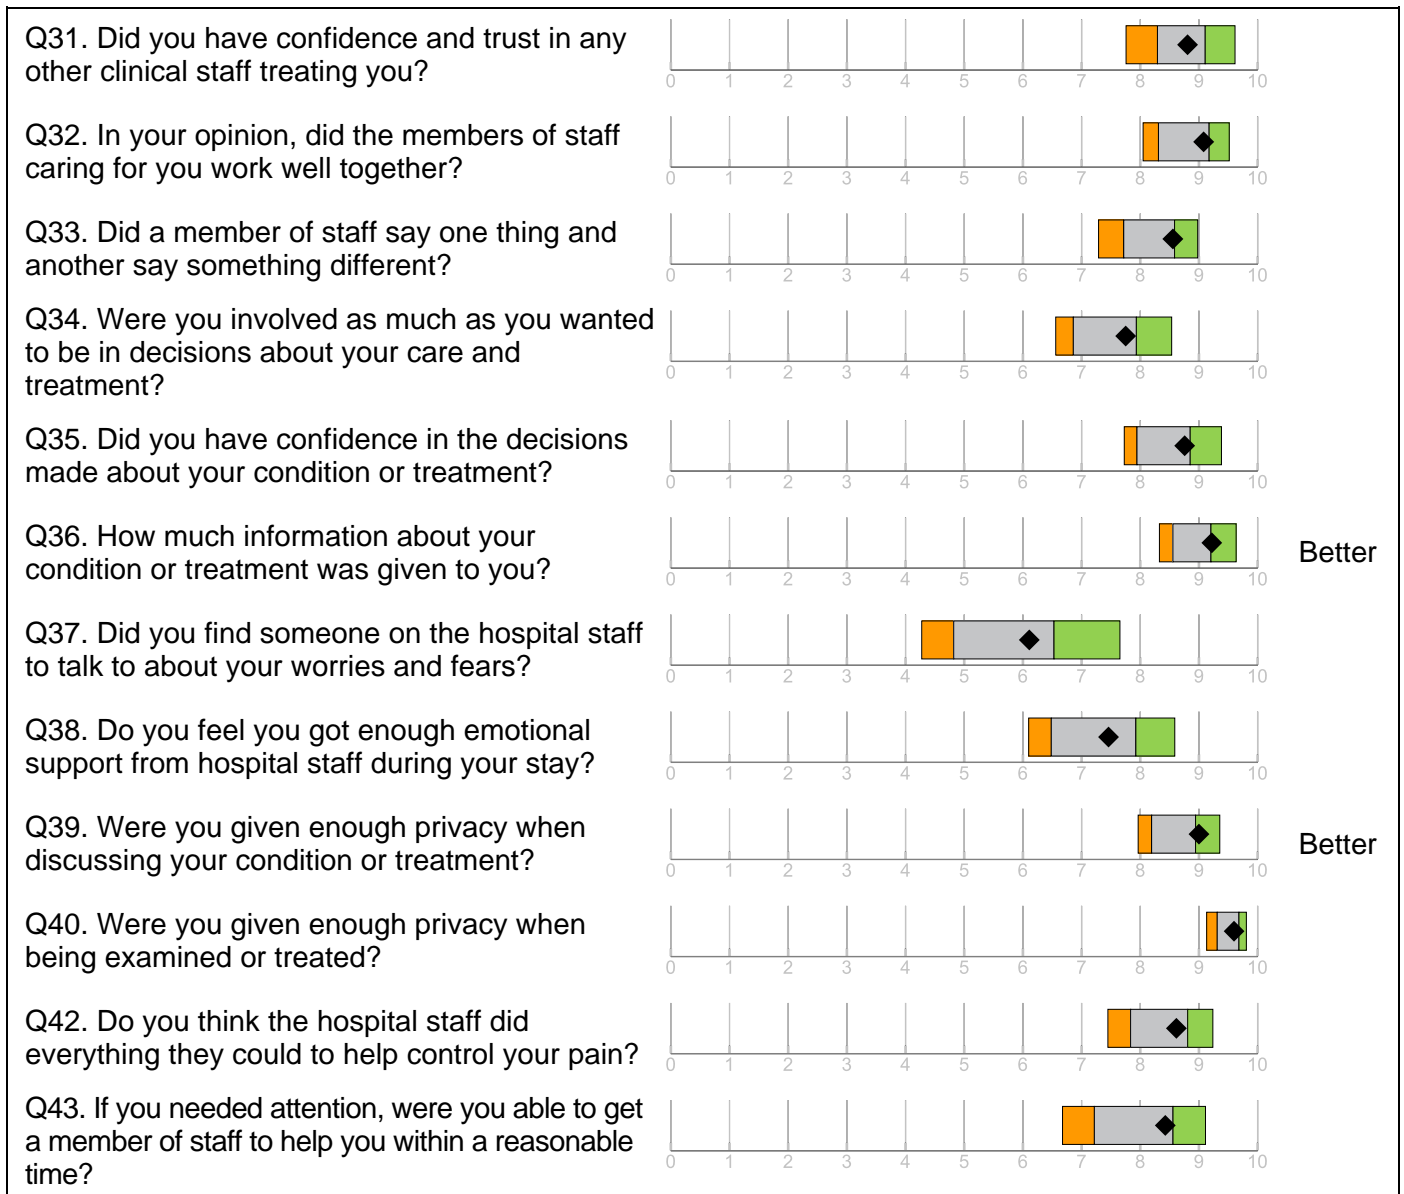 Q31. Did you have confidence and trust in any
other clinical staff treating you?
0 1 2 3 4 5 6 7 8 9 10
Q32. In your opinion, did the members of staff
caring for you work well together?
0 1 2 3 4 5 6 7 8 9 10
Q33. Did a member of staff say one thing and
another say something different?
0 1 2 3 4 5 6 7 8 9 10
Q34. Were you involved as much as you wanted
to be in decisions about your care and
treatment?
0 1 2 3 4 5 6 7 8 9 10
Q35. Did you have confidence in the decisions
made about your condition or treatment?
0 1 2 3 4 5 6 7 8 9 10
Q36. How much information about your
condition or treatment was given to you?
Better
0 1 2 3 4 5 6 7 8 9 10
Q37. Did you find someone on the hospital staff
to talk to about your worries and fears?
0 1 2 3 4 5 6 7 8 9 10
Q38. Do you feel you got enough emotional
support from hospital staff during your stay?
0 1 2 3 4 5 6 7 8 9 10
Q39. Were you given enough privacy when
discussing your condition or treatment?
Better
0 1 2 3 4 5 6 7 8 9 10
Q40. Were you given enough privacy when
being examined or treated?
0 1 2 3 4 5 6 7 8 9 10
Q42. Do you think the hospital staff did
everything they could to help control your pain?
0 1 2 3 4 5 6 7 8 9 10
Q43. If you needed attention, were you able to get
a member of staff to help you within a reasonable
time?
0 1 2 3 4 5 6 7 8 9 10